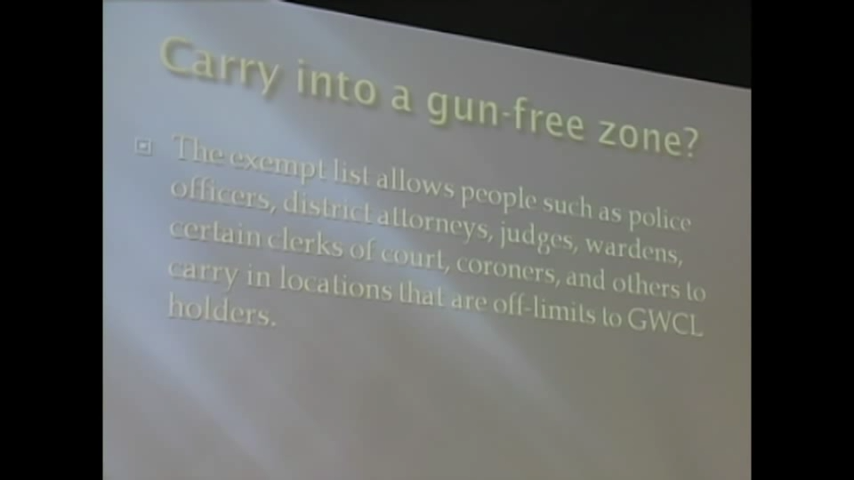 Carry into a gun-free zone?
The exempt list allows people such as police
officers, district attorneys, judges, wardens,
certain clerks of court, coroners, and others to
carry in locations that are off-limits to GWCL
holders.